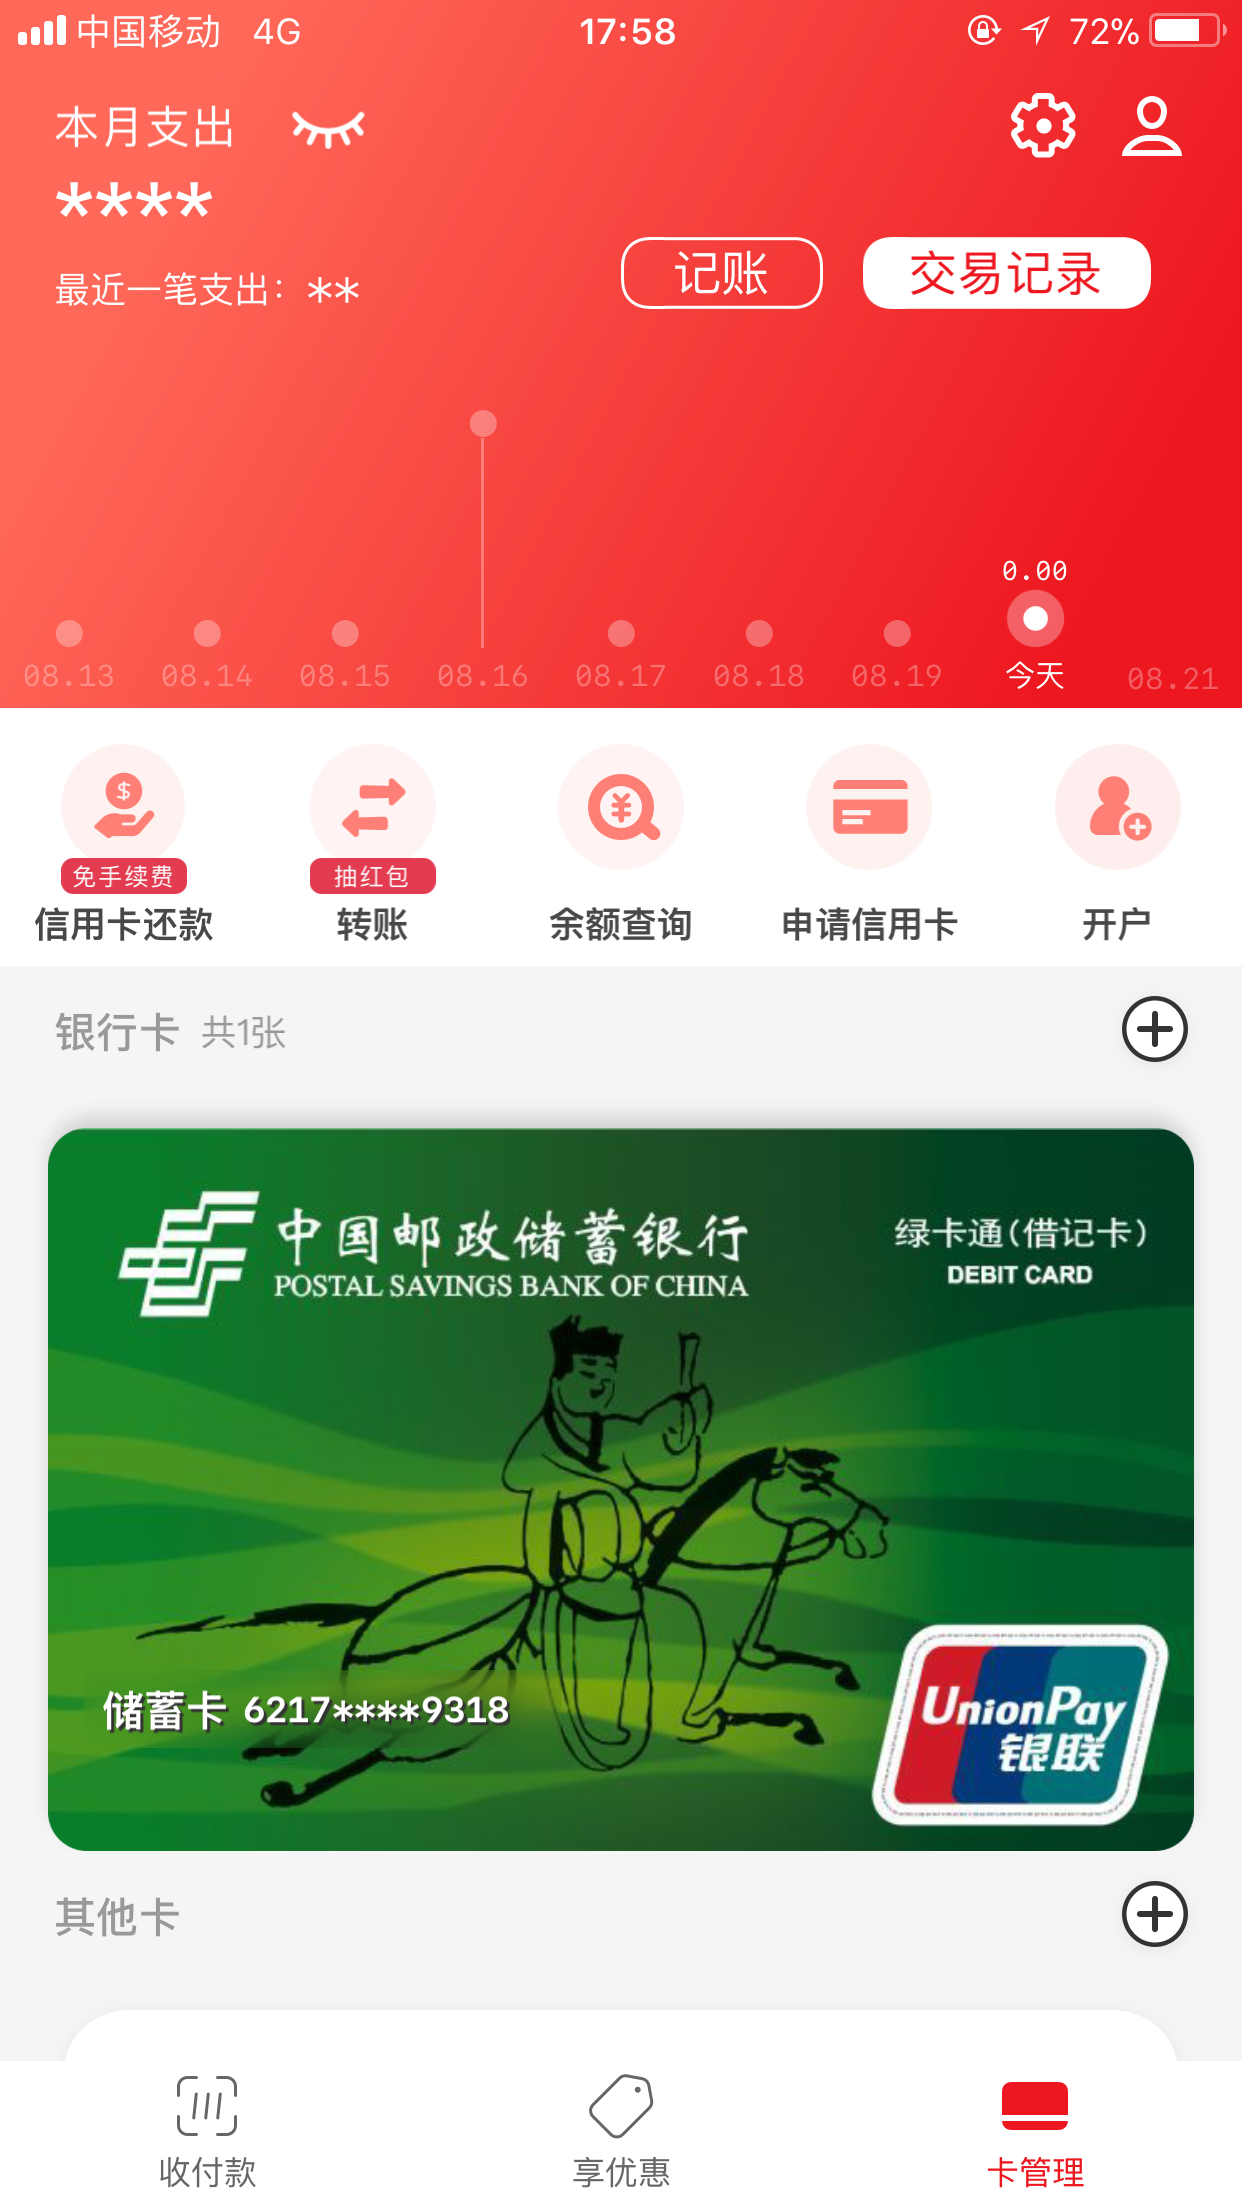 中国移动 4G 17:58 72%
本月支出
****
最近一笔支出：**
记账 交易记录
0.00
08.13 08.14 08.15 08.16 08.17 08.18 08.19 今天 08.21
$ ¥
免手续费 抽红包
信用卡还款 转账 余额查询 申请信用卡 开户
银行卡 共1张
中国邮政储蓄银行
POSTAL SAVINGS BANK OF CHINA
绿卡通(借记卡)
DEBIT CARD
储蓄卡 6217****9318
UnionPay
银联
其他卡
收付款 享优惠 卡管理